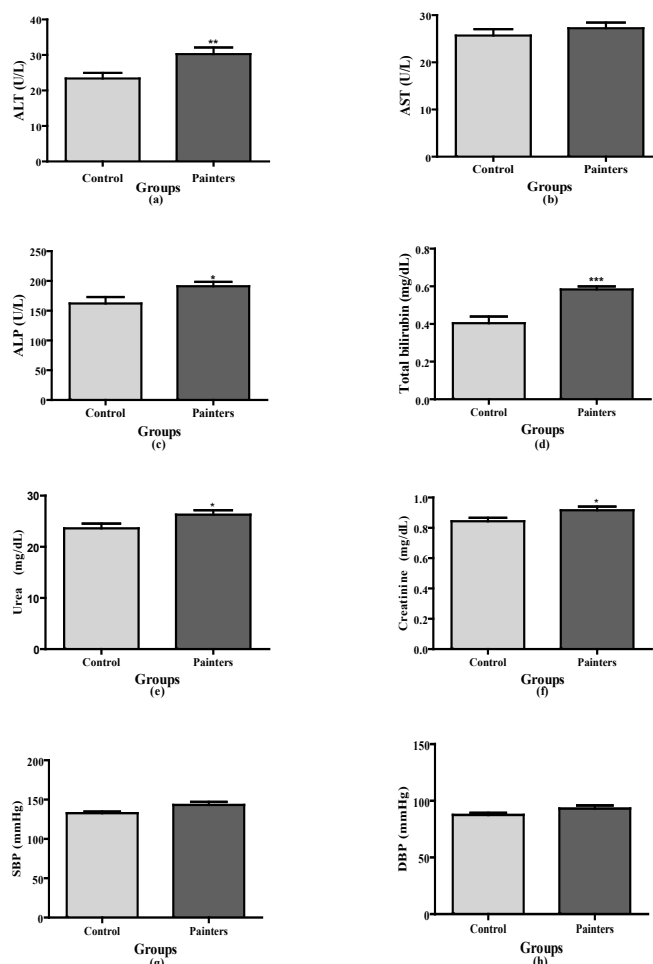 ALT (U/L)
40
30
20
10
0
**
Control
Painters
Groups
(a)
AST (U/L)
30
20
10
0
Control
Painters
Groups
(b)
ALP (U/L)
250
200
150
100
50
0
*
Control
Painters
Groups
(c)
Total bilirubin (mg/dL)
0.8
0.6
0.4
0.2
0.0
***
Control
Painters
Groups
(d)
Urea (mg/dL)
30
20
10
0
*
Control
Painters
Groups
(e)
Creatinine (mg/dL)
1.0
0.8
0.6
0.4
0.2
0.0
*
Control
Painters
Groups
(f)
SBP (mmHg)
200
150
100
50
0
Control
Painters
Groups
(g)
DBP (mmHg)
150
100
50
0
Control
Painters
Groups
(h)